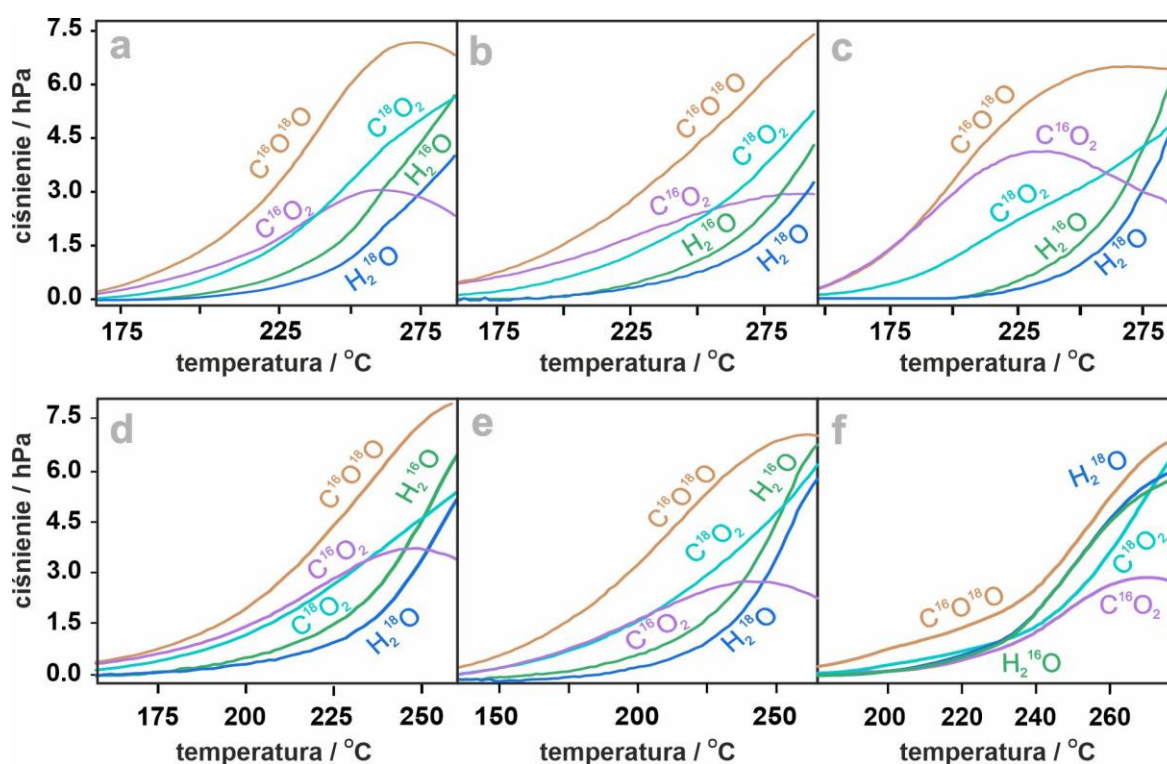 a
b
c
7.5
6.0
4.5
3.0
1.5
0.0
ciśnienie / hPa
C¹⁶O¹⁸O
C¹⁸O₂
H₂¹⁶O
C¹⁶O₂
H₂¹⁸O
C¹⁶O¹⁸O
C¹⁸O₂
C¹⁶O₂
H₂¹⁶O
H₂¹⁸O
C¹⁶O¹⁸O
C¹⁶O₂
C¹⁸O₂
H₂¹⁶O
H₂¹⁸O
175 225 275
175 225 275
175 225 275
temperatura / °C
temperatura / °C
temperatura / °C
d
e
f
7.5
6.0
4.5
3.0
1.5
0.0
ciśnienie / hPa
C¹⁶O¹⁸O
H₂¹⁶O
C¹⁶O₂
C¹⁸O₂
H₂¹⁸O
C¹⁶O¹⁸O
H₂¹⁶O
C¹⁸O₂
C¹⁶O₂
H₂¹⁸O
H₂¹⁸O
C¹⁸O₂
C¹⁶O¹⁸O
C¹⁶O₂
H₂¹⁶O
175 200 225 250
150 200 250
200 220 240 260
temperatura / °C
temperatura / °C
temperatura / °C